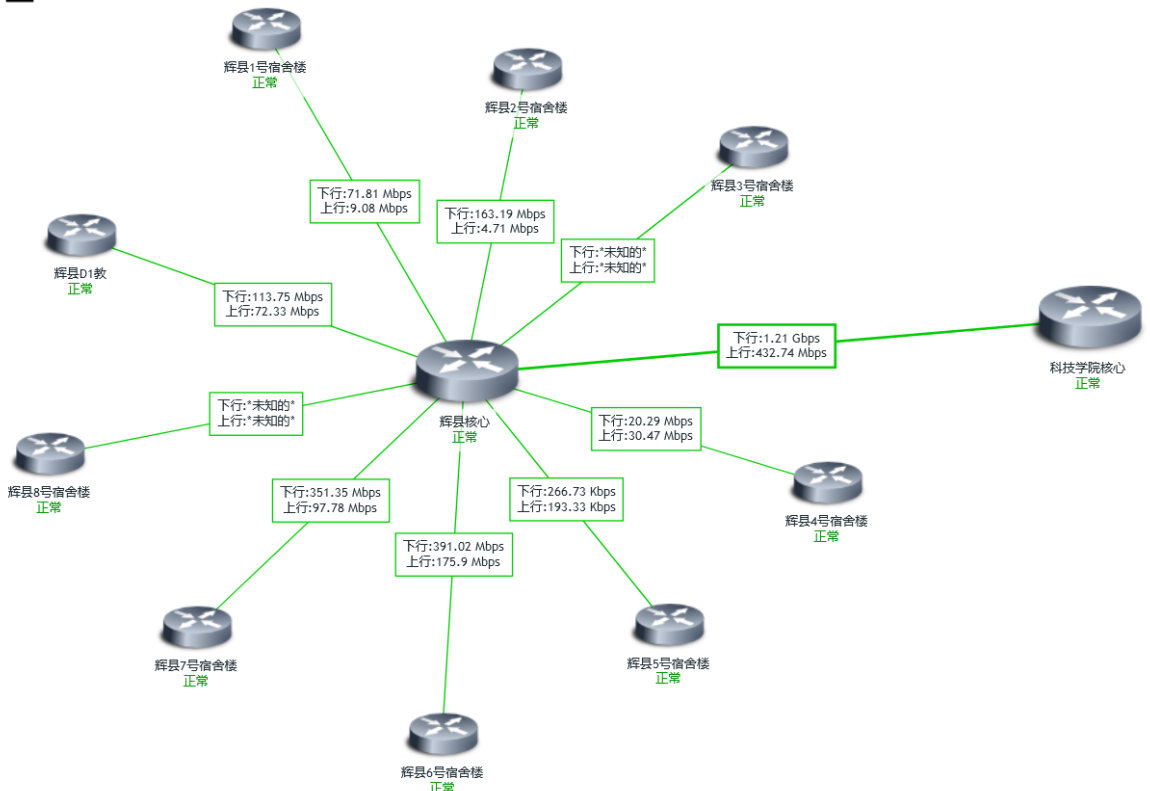 辉县1号宿舍楼
正常
辉县2号宿舍楼
正常
辉县3号宿舍楼
正常
下行:71.81 Mbps
上行:9.08 Mbps
下行:163.19 Mbps
上行:4.71 Mbps
下行:*未知的*
上行:*未知的*
辉县D1教
正常
下行:113.75 Mbps
上行:72.33 Mbps
下行:1.21 Gbps
上行:432.74 Mbps
科技学院核心
正常
下行:*未知的*
上行:*未知的*
辉县核心
正常
下行:20.29 Mbps
上行:30.47 Mbps
辉县8号宿舍楼
正常
下行:351.35 Mbps
上行:97.78 Mbps
下行:266.73 Kbps
上行:193.33 Kbps
辉县4号宿舍楼
正常
下行:391.02 Mbps
上行:175.9 Mbps
辉县7号宿舍楼
正常
辉县5号宿舍楼
正常
辉县6号宿舍楼
正常